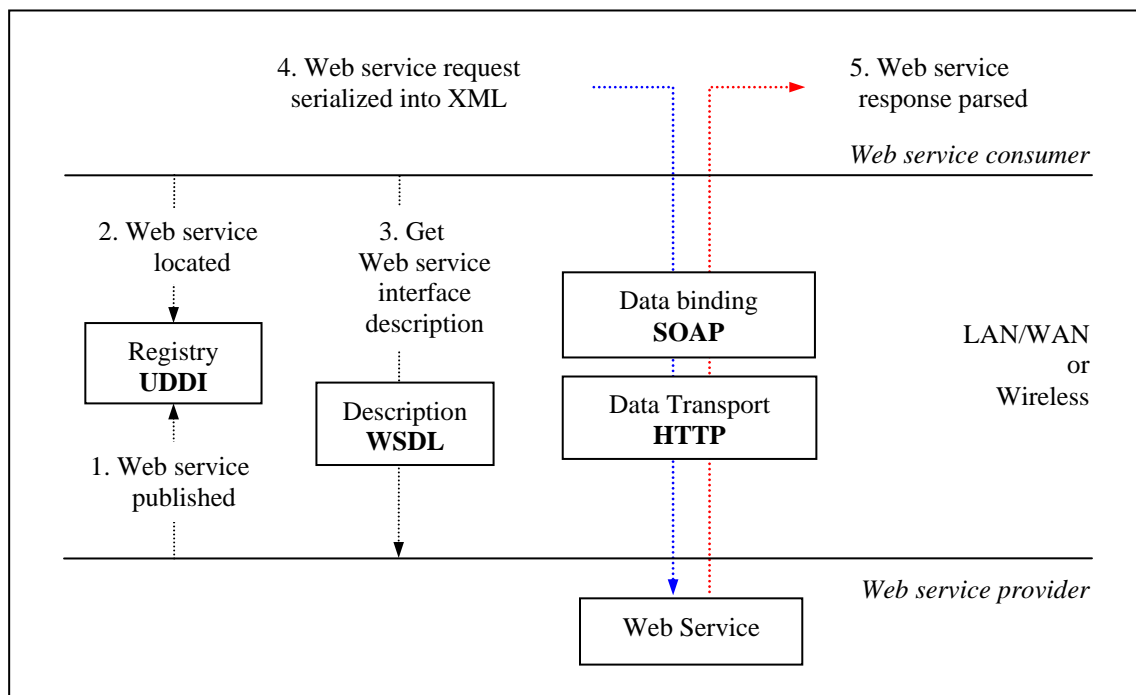 4. Web service request
serialized into XML
5. Web service
response parsed
Web service consumer
2. Web service
located
3. Get
Web service
interface
description
Registry
UDDI
Description
WSDL
1. Web service
published
Data binding
SOAP
Data Transport
HTTP
LAN/WAN
or
Wireless
Web service provider
Web Service